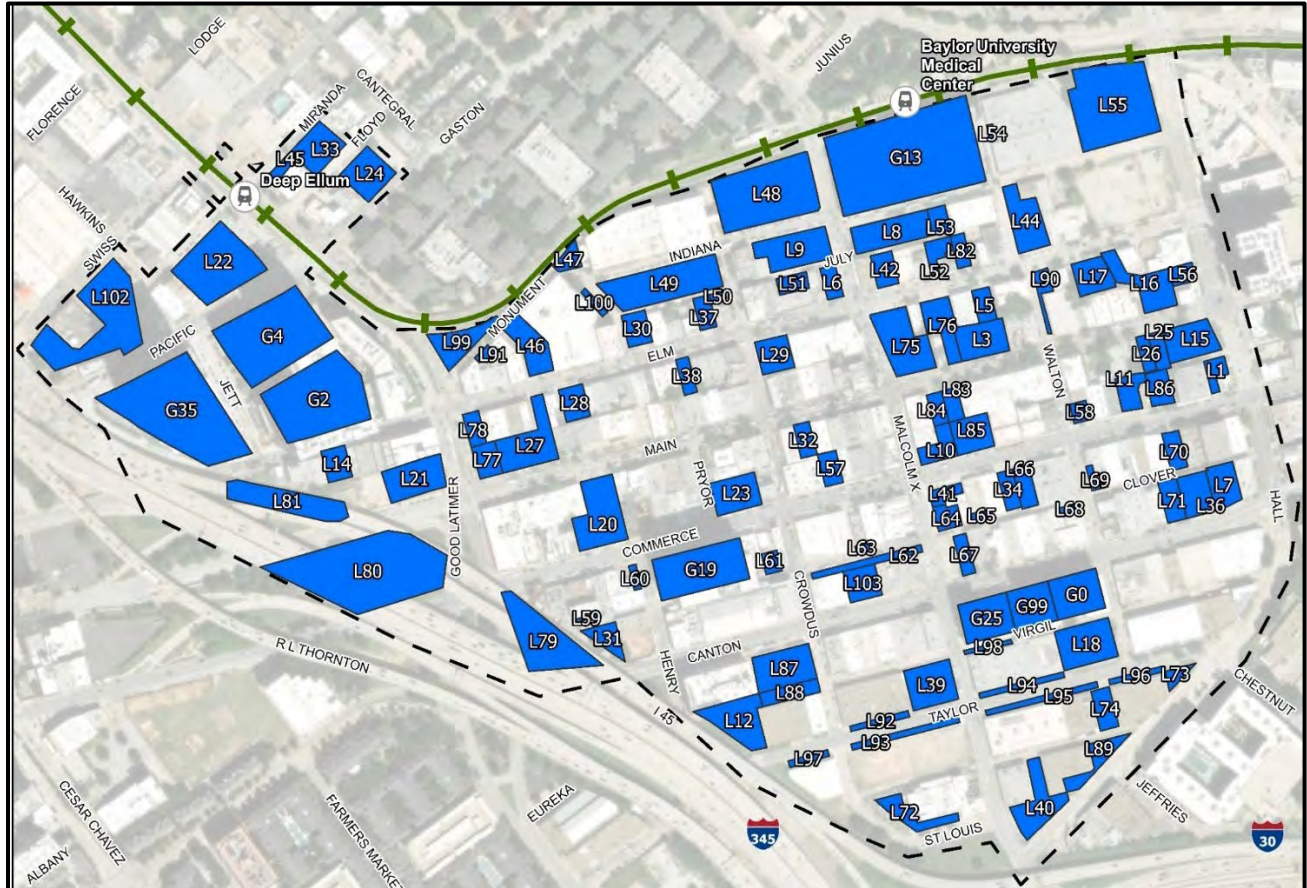 LODGE
JUNIUS
Baylor University
Medical
Center
FLORENCE
MIRANDA
CANTEGRAL
FLOYD
GASTON
L55
L54
G13
L45
L33
L24
Deep Ellum
L48
HAWKINS
SWISS
L22
L102
INDIANA
L47
L9
JULY
L8
L53
L82
L52
L44
L42
L51
L6
L49
L50
L37
L100
L30
MONUMENT
L90
L17
L16
L56
PACIFIC
G4
L99
L91
L46
ELM
L29
L75
L76
L5
L3
WALTON
L25
L15
L26
L1
JETT
G2
G35
L38
L28
L83
L84
L11
L86
L58
L78
L27
L77
MAIN
L32
MALCOLM X
L85
L10
L14
L21
L57
L70
PRYOR
L23
L66
L34
L41
L69
CLOVER
L7
L71
L36
HALL
L81
L20
COMMERCE
L64
L65
L68
GOOD LATIMER
L80
L63
L62
L67
G19
L61
L60
L103
CROWDUS
G25
G99
G0
VIRGIL
L59
L31
L79
L98
L18
R L THORNTON
HENRY
CANTON
L87
L88
L39
L94
L96
L73
L95
CHESTNUT
L12
L92
TAYLOR
L74
I 45
L93
L97
L89
CESAR CHAVEZ
FARMERS MARKET
EUREKA
L72
L40
JEFFRIES
ST LOUIS
345
30
ALBANY